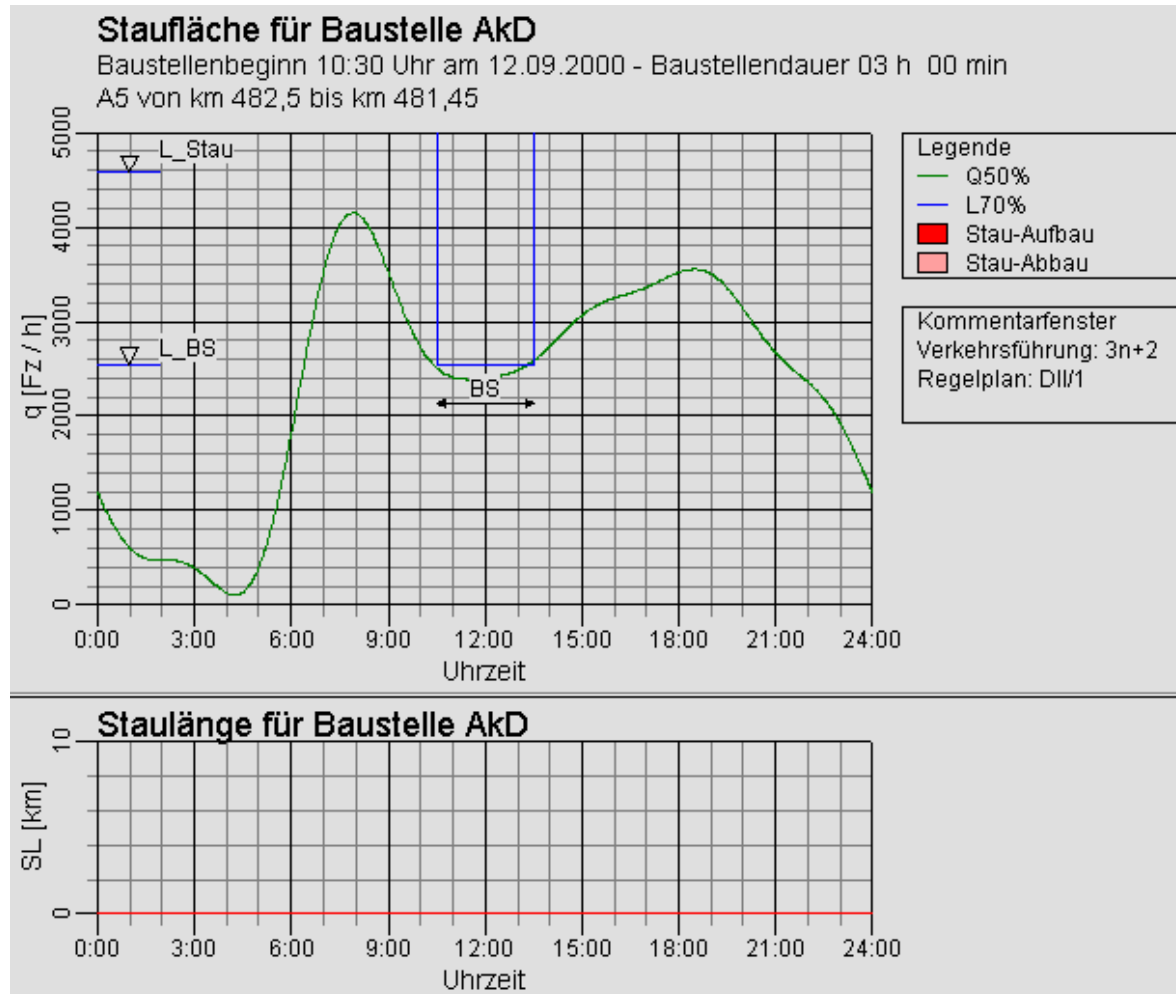 Staufläche für Baustelle AkD
Baustellenbeginn 10:30 Uhr am 12.09.2000 - Baustellendauer 03 h 00 min
A5 von km 482,5 bis km 481,45
q [Fz / h]
5000
4000
3000
2000
1000
0
L_Stau
L_BS
BS
0:00 3:00 6:00 9:00 12:00 15:00 18:00 21:00 24:00
Uhrzeit
Legende
Q50%
L70%
Stau-Aufbau
Stau-Abbau
Kommentarfenster
Verkehrsführung: 3n+2
Regelplan: DII/1
Staulänge für Baustelle AkD
SL [km]
10
0
0:00 3:00 6:00 9:00 12:00 15:00 18:00 21:00 24:00
Uhrzeit